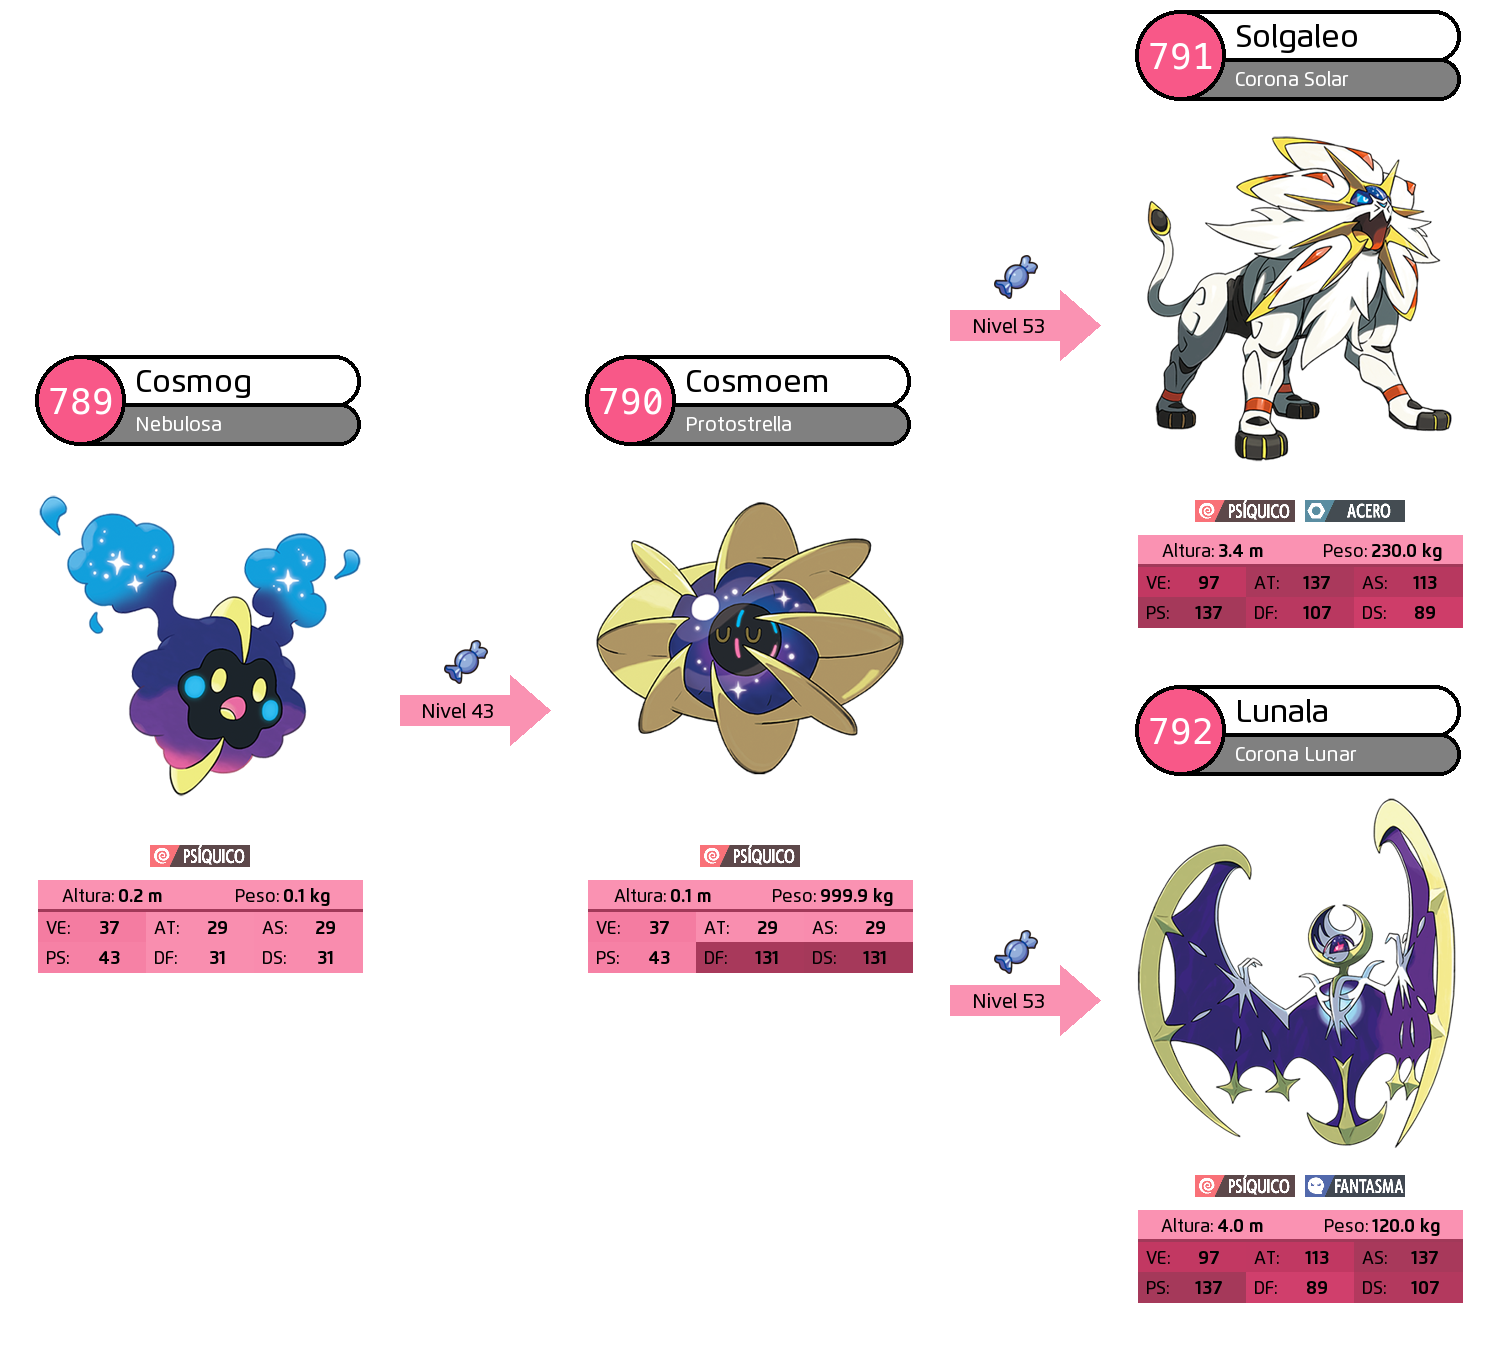 789
Cosmog
Nebulosa
PSÍQUICO
Altura: 0.2 m Peso: 0.1 kg
VE: 37 AT: 29 AS: 29
PS: 43 DF: 31 DS: 31
Nivel 43
790
Cosmoem
Protostrella
PSÍQUICO
Altura: 0.1 m Peso: 999.9 kg
VE: 37 AT: 29 AS: 29
PS: 43 DF: 131 DS: 131
Nivel 53
791
Solgaleo
Corona Solar
PSÍQUICO ACERO
Altura: 3.4 m Peso: 230.0 kg
VE: 97 AT: 137 AS: 113
PS: 137 DF: 107 DS: 89
Nivel 53
792
Lunala
Corona Lunar
PSÍQUICO FANTASMA
Altura: 4.0 m Peso: 120.0 kg
VE: 97 AT: 113 AS: 137
PS: 137 DF: 89 DS: 107